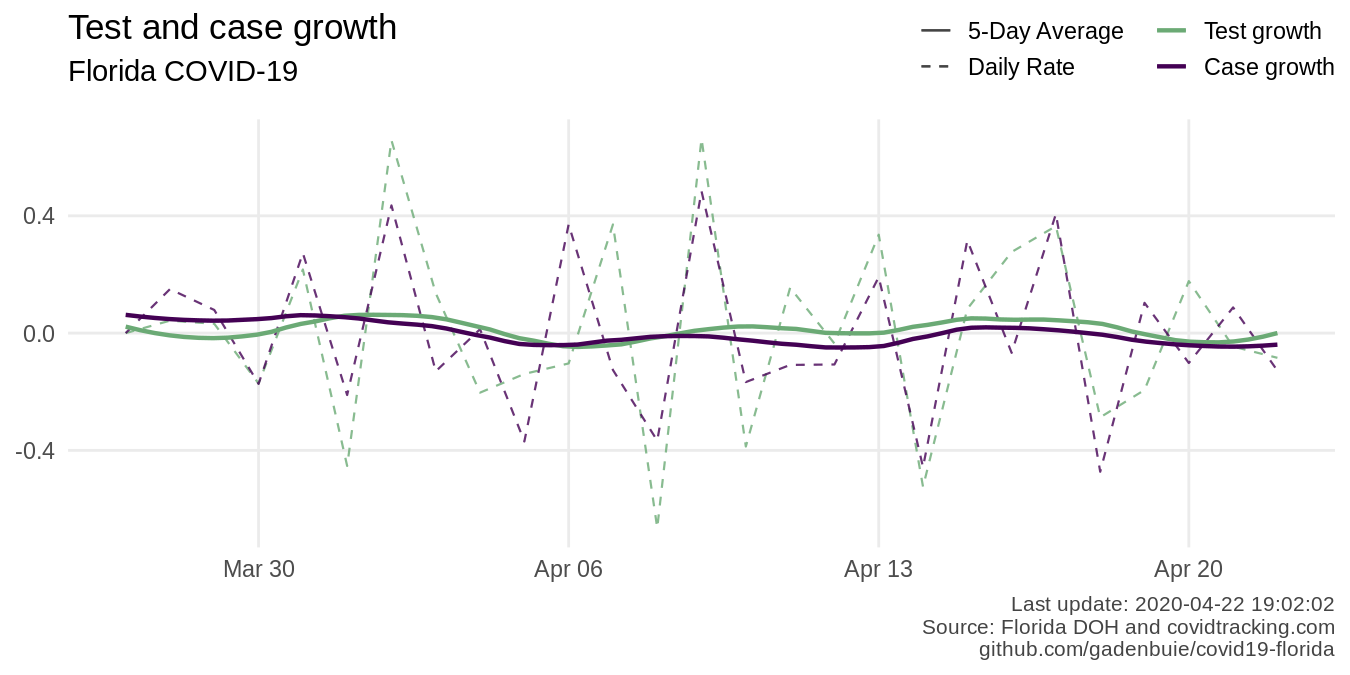 Test and case growth
Florida COVID-19
5-Day Average
Test growth
Daily Rate
Case growth
0.4
0.0
-0.4
Mar 30
Apr 06
Apr 13
Apr 20
Last update: 2020-04-22 19:02:02
Source: Florida DOH and covidtracking.com
github.com/gadenbuie/covid19-florida